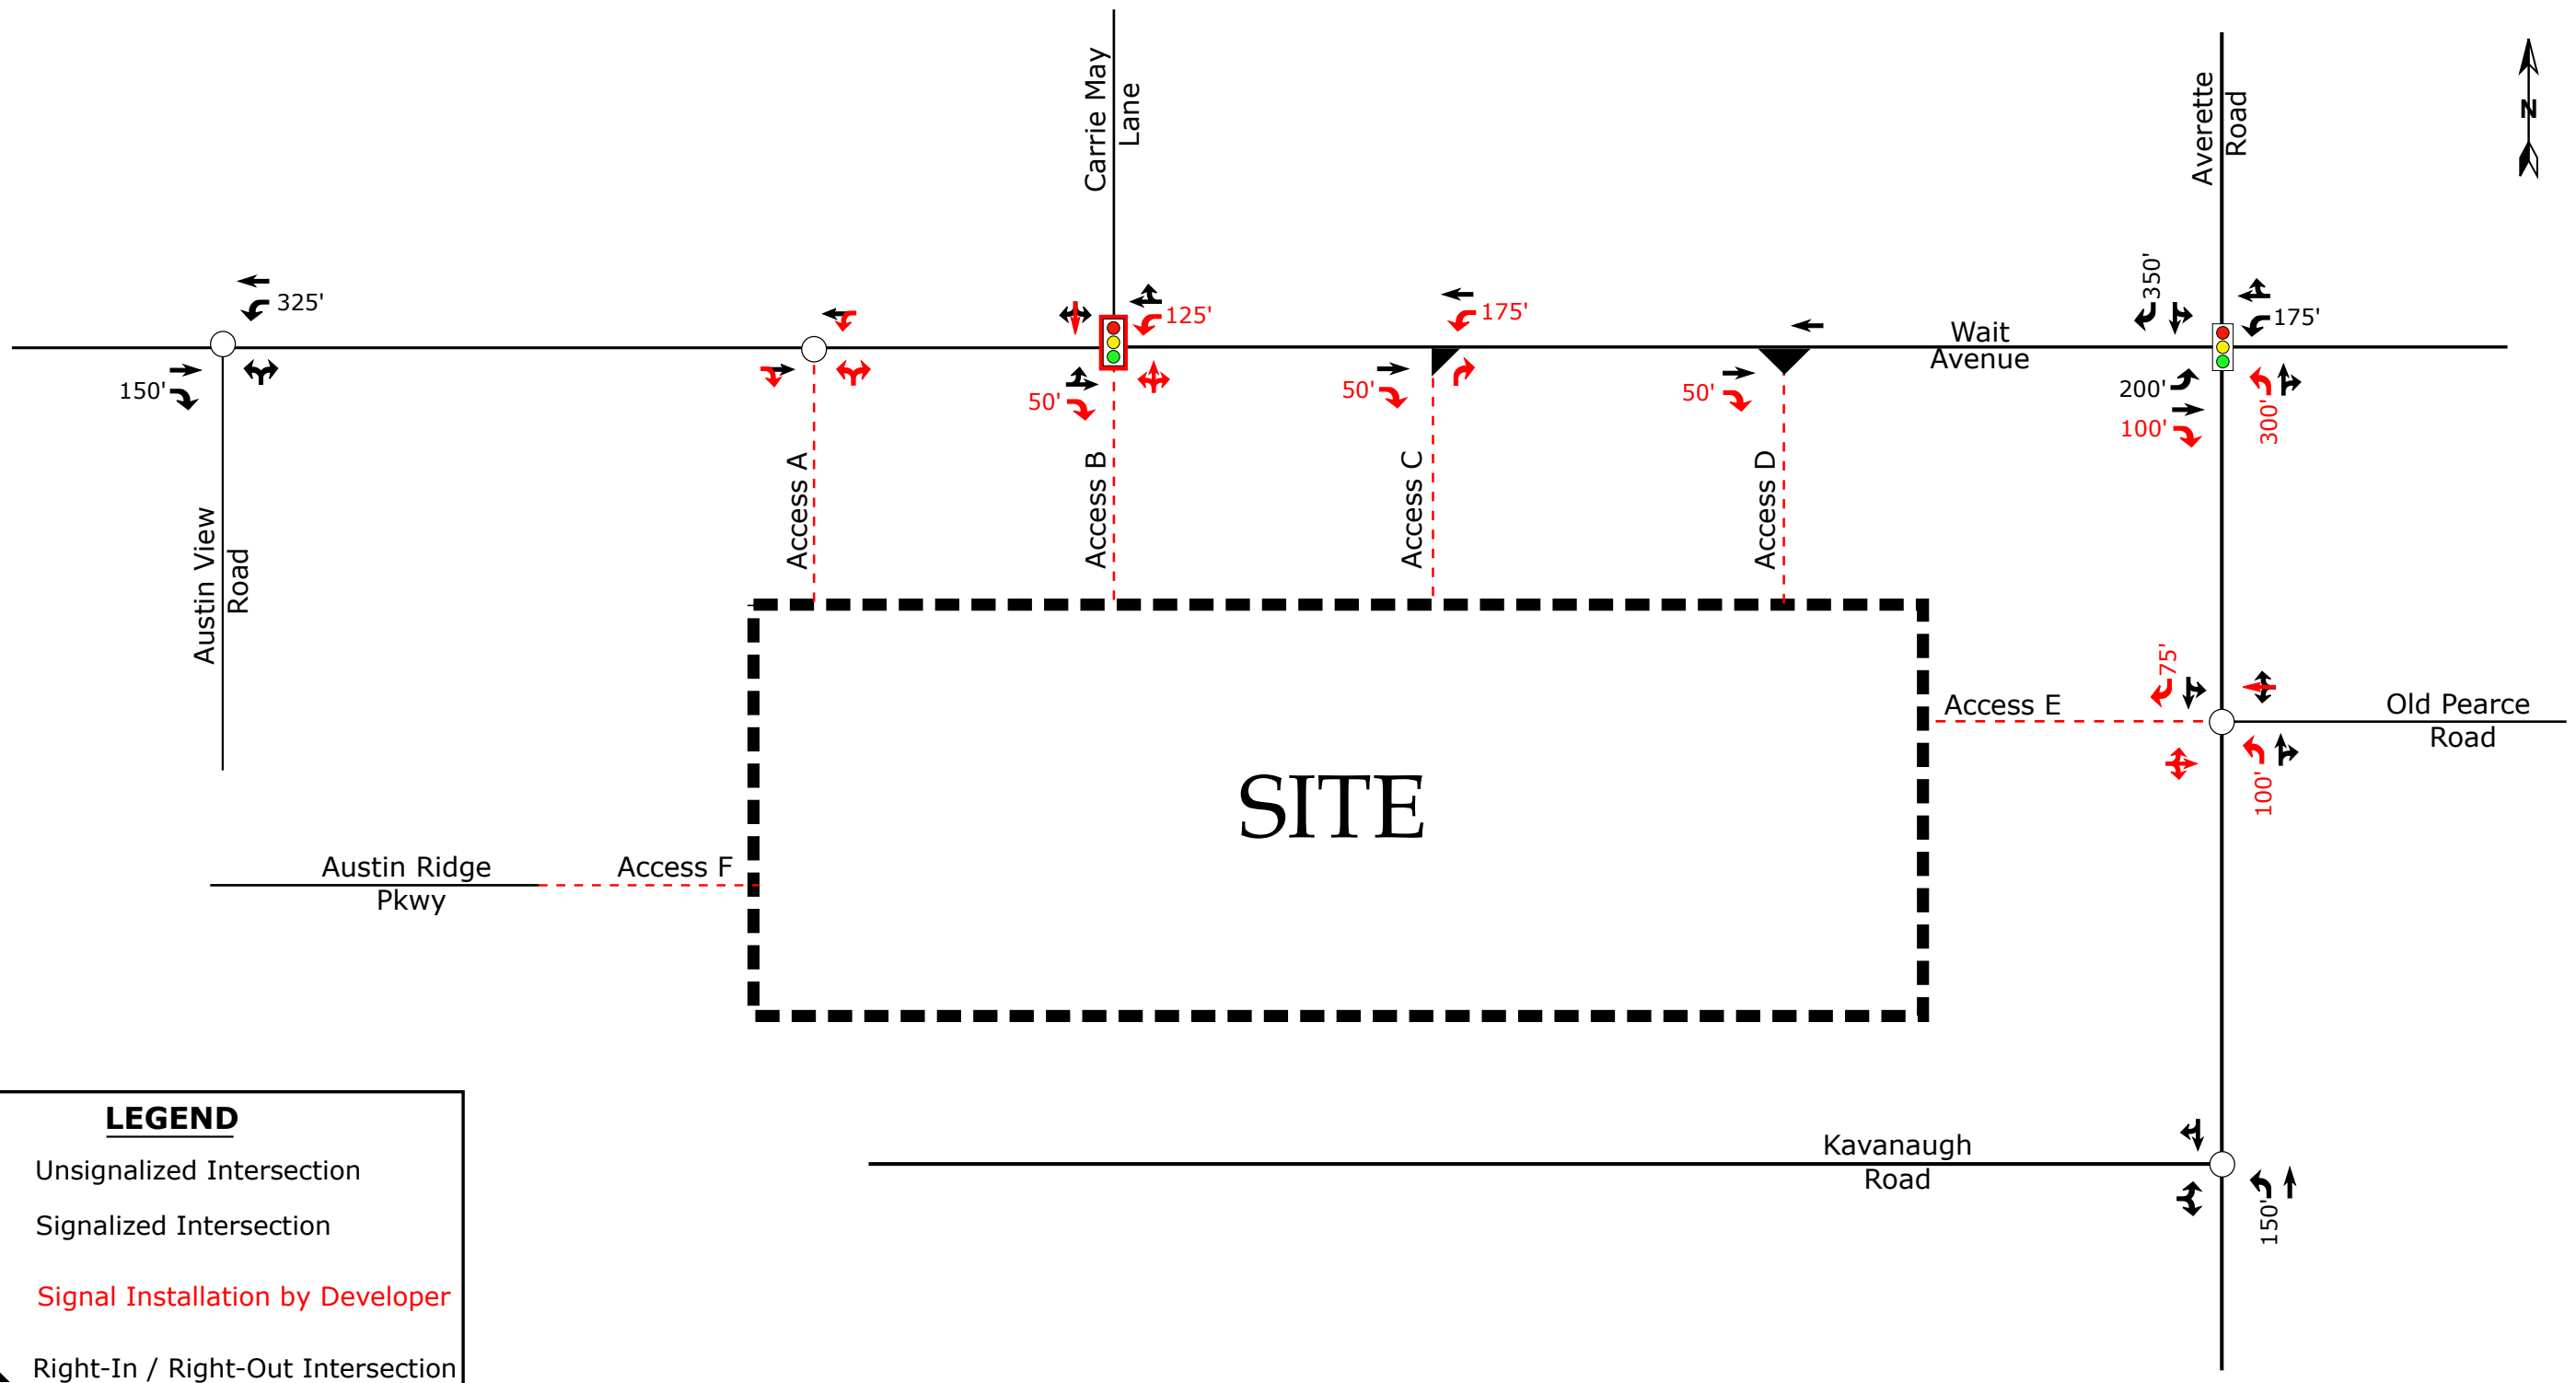 Carrie May
Lane
Averette
Road
N
325'
150'
125'
50'
175'
50'
50'
Wait
Avenue
350'
175'
200'
100'
300'
Austin View
Road
Access A
Access B
Access C
Access D
SITE
Access E
75'
100'
Old Pearce
Road
Austin Ridge
Pkwy
Access F
Kavanaugh
Road
150'
LEGEND
Unsignalized Intersection
Signalized Intersection
Signal Installation by Developer
Right-In / Right-Out Intersection